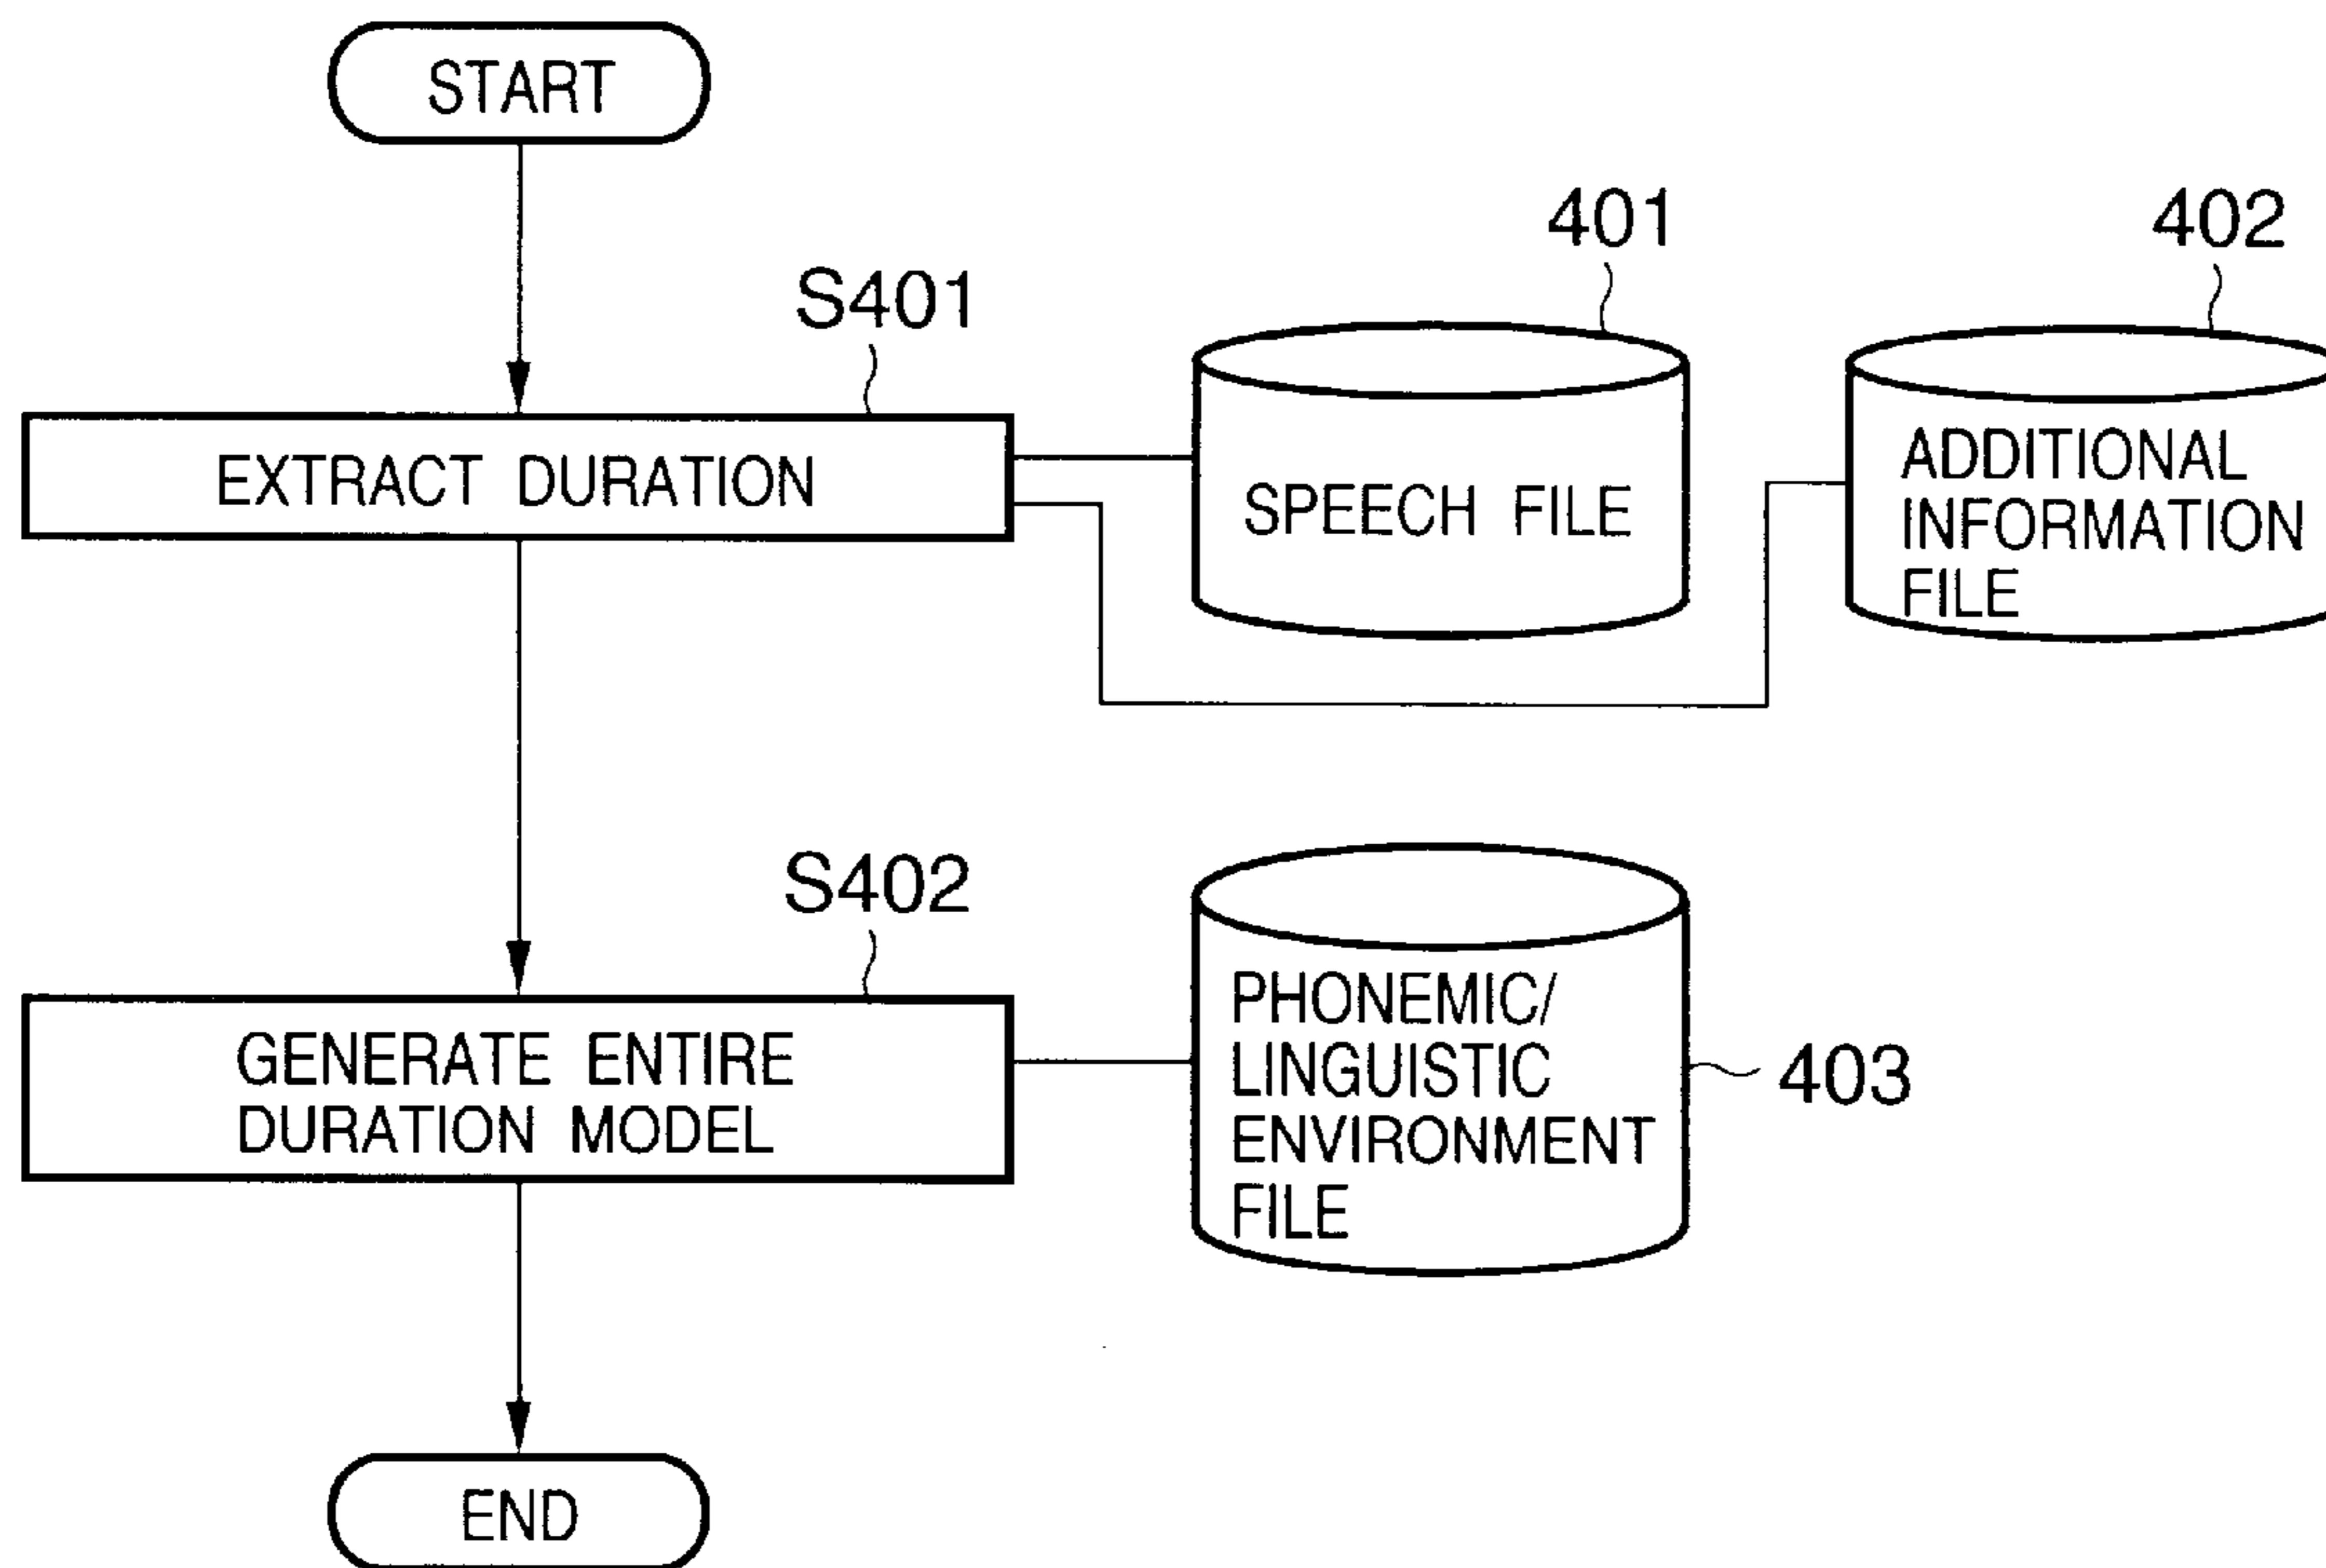 START
401
402
S401
EXTRACT DURATION
SPEECH FILE
ADDITIONAL
INFORMATION
FILE
S402
GENERATE ENTIRE
DURATION MODEL
PHONEMIC/
LINGUISTIC
ENVIRONMENT
FILE
403
END